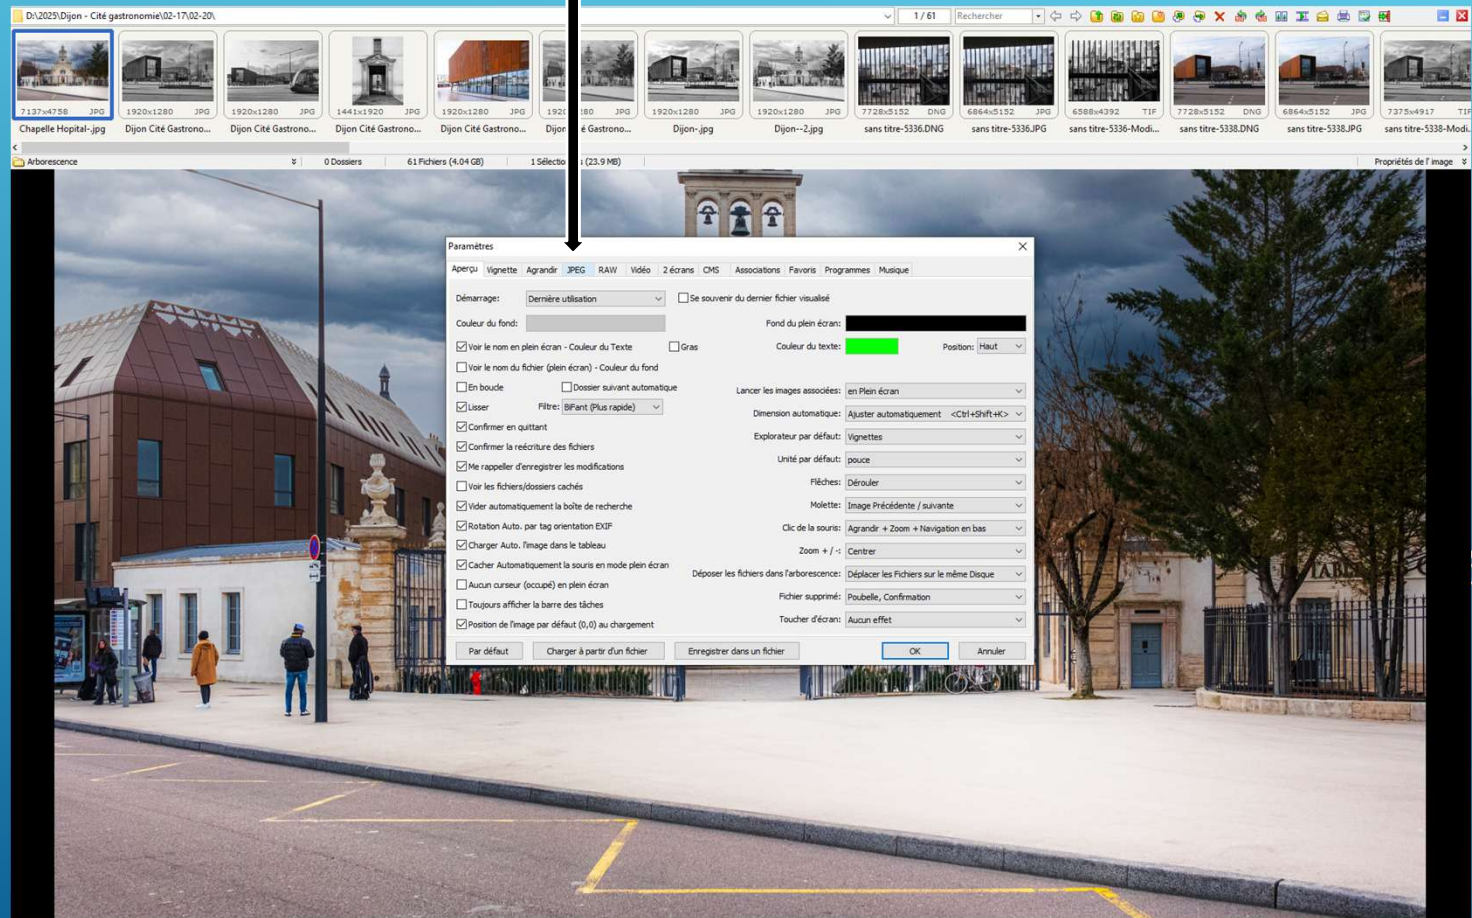 D:\2025\Dijon - Cité gastronomie\02-17\02-20\
1 / 61
Rechercher
7137x4758 JPG
1920x1280 JPG
1920x1280 JPG
1441x1920 JPG
1920x1280 JPG
JPG
1920x1280 JPG
1920x1280 JPG
7728x5152 DNG
6864x5152 JPG
6588x4392 TIF
7728x5152 DNG
6864x5152 JPG
7375x4917 TIF
Chapelle Hopital-.jpg
Dijon Cité Gastrono...
Dijon Cité Gastrono...
Dijon Cité Gastrono...
Dijon Cité Gastrono...
é Gastrono...
Dijon-.jpg
Dijon--2.jpg
sans titre-5336.DNG
sans titre-5336.JPG
sans titre-5336-Modi...
sans titre-5338.DNG
sans titre-5338.JPG
sans titre-5338-Modi.
Arborescence
0 Dossiers
61 Fichiers (4.04 GB)
(23.9 MB)
Propriétés de l'image
Paramètres
Aperçu Vignette Agrandir JPEG RAW Vidéo 2 écrans CMS Associations Favoris Programmes Musique
Démarrage: Dernière utilisation
Se souvenir du dernier fichier visualisé
Couleur du fond:
Fond du plein écran:
Voir le nom en plein écran - Couleur du Texte
Gras
Couleur du texte:
Position: Haut
Voir le nom du fichier (plein écran) - Couleur du fond
En boucle
Dossier suivant automatique
Lancer les images associées: en Plein écran
Lisser
Filtre: BiFant (Plus rapide)
Dimension automatique: Ajuster automatiquement <Ctrl+Shift+K>
Confirmer en quittant
Explorateur par défaut: Vignettes
Confirmer la reécriture des fichiers
Unité par défaut: pouce
Me rappeller d'enregistrer les modifications
Flêches: Dérouler
Voir les fichiers/dossiers cachés
Molette: Image Précédente / suivante
Vider automatiquement la boîte de recherche
Clic de la souris: Agrandir + Zoom + Navigation en bas
Rotation Auto. par tag orientation EXIF
Zoom + / -: Centrer
Charger Auto. l'image dans le tableau
Déposer les fichiers dans l'arborescence: Déplacer les Fichiers sur le même Disque
Cacher Automatiquement la souris en mode plein écran
Fichier supprimé: Poubelle, Confirmation
Aucun curseur (occupé) en plein écran
Toucher d'écran: Aucun effet
Toujours afficher la barre des tâches
Position de l'image par défaut (0,0) au chargement
Par défaut
Charger à partir d'un fichier
Enregistrer dans un fichier
OK
Annuler